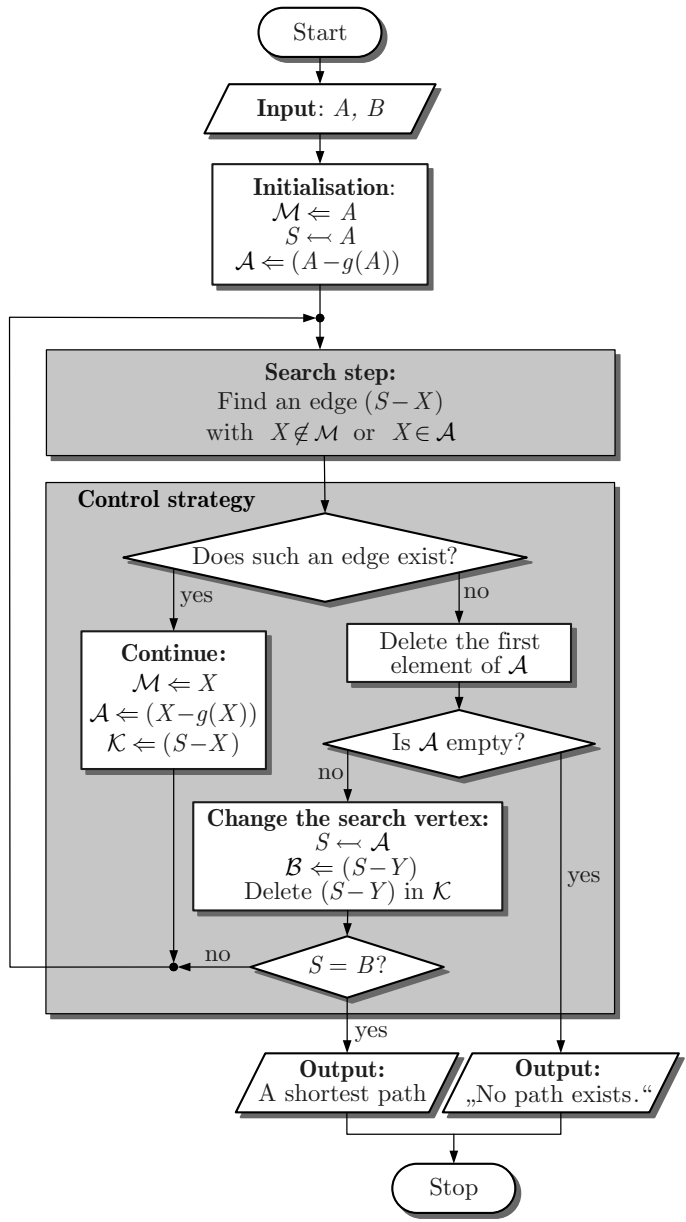 Start
Input: A, B
Initialisation:
ℳ ⇐ A
S ↢ A
𝒜 ⇐ (A−g(A))
Search step:
Find an edge (S−X)
with X ∉ ℳ or X ∈ 𝒜
Control strategy
Does such an edge exist?
yes
no
Continue:
ℳ ⇐ X
𝒜 ⇐ (X−g(X))
𝒦 ⇐ (S−X)
Delete the first
element of 𝒜
Is 𝒜 empty?
no
yes
Change the search vertex:
S ↢ 𝒜
ℬ ⇐ (S−Y)
Delete (S−Y) in 𝒦
S = B?
no
yes
Output:
A shortest path
Output:
„No path exists.“
Stop